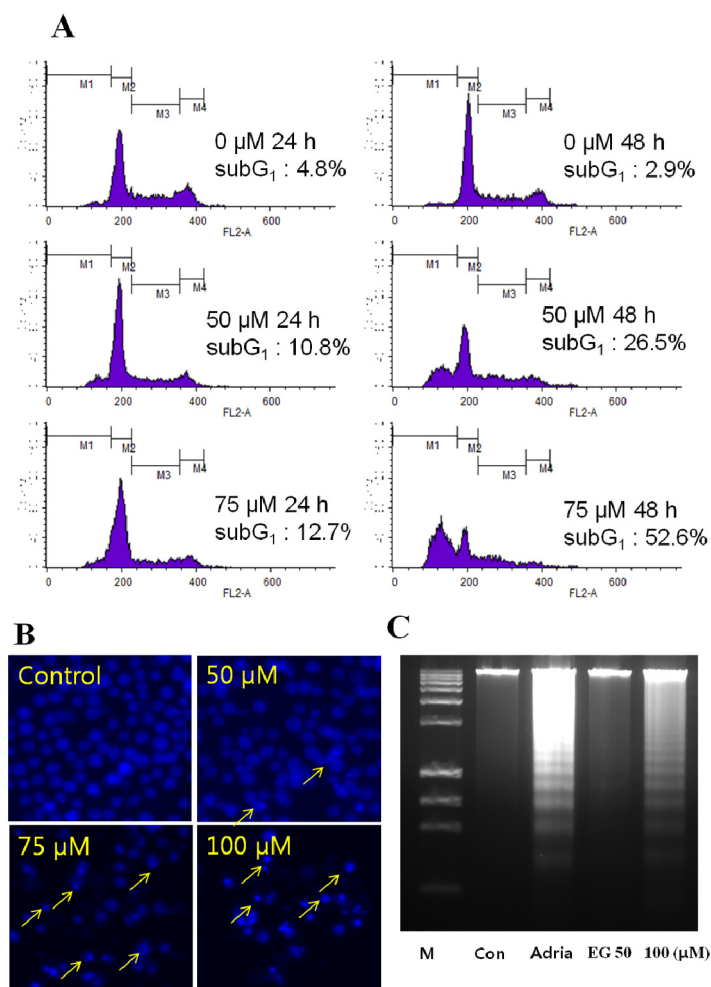 A
M1 M2 M3 M4
0 µM 24 h
subG1 : 4.8%
0 200 400 600
FL2-A
M1 M2 M3 M4
0 µM 48 h
subG1 : 2.9%
0 200 400 600
FL2-A
M1 M2 M3 M4
50 µM 24 h
subG1 : 10.8%
0 200 400 600
FL2-A
M1 M2 M3 M4
50 µM 48 h
subG1 : 26.5%
0 200 400 600
FL2-A
M1 M2 M3 M4
75 µM 24 h
subG1 : 12.7%
0 200 400 600
FL2-A
M1 M2 M3 M4
75 µM 48 h
subG1 : 52.6%
0 200 400 600
FL2-A
B
Control
50 µM
75 µM
100 µM
C
M Con Adria EG 50 100 (µM)